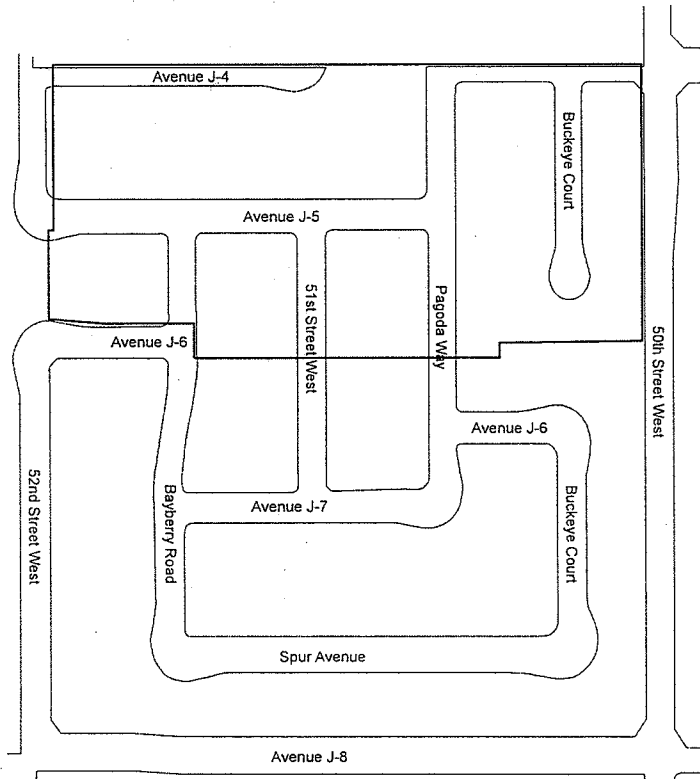 Avenue J-4
Buckeye Court
Avenue J-5
51st Street West
Pagoda Way
Avenue J-6
50th Street West
Avenue J-6
52nd Street West
Bayberry Road
Avenue J-7
Buckeye Court
Spur Avenue
Avenue J-8